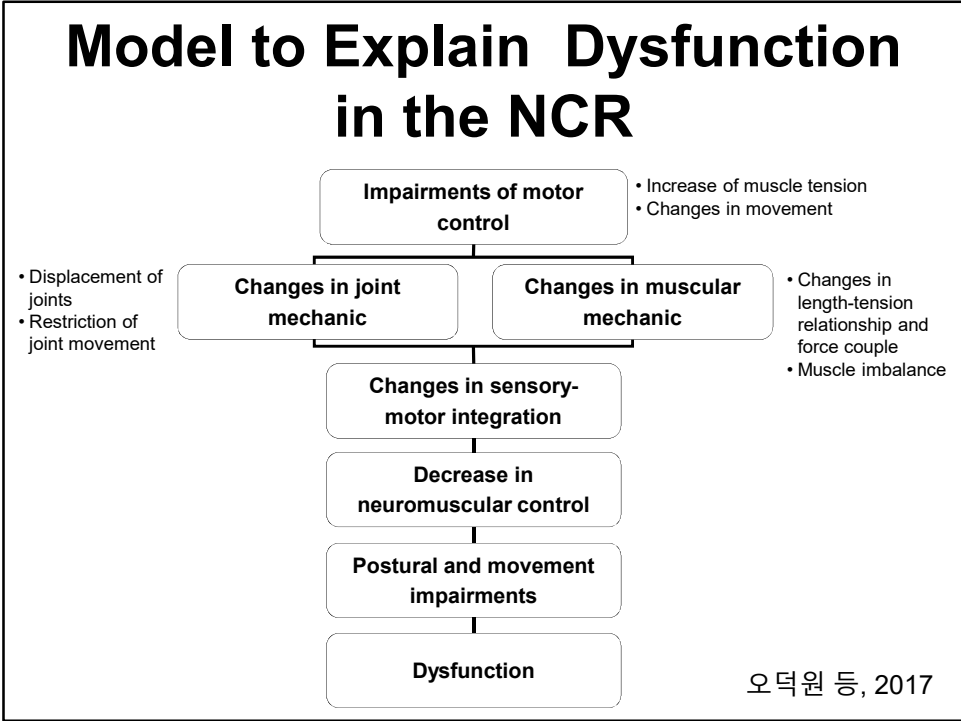 Model to Explain Dysfunction
in the NCR
Impairments of motor
control
• Increase of muscle tension
• Changes in movement
• Displacement of
joints
• Restriction of
joint movement
Changes in joint
mechanic
Changes in muscular
mechanic
• Changes in
length-tension
relationship and
force couple
• Muscle imbalance
Changes in sensory-
motor integration
Decrease in
neuromuscular control
Postural and movement
impairments
Dysfunction
오덕원 등, 2017